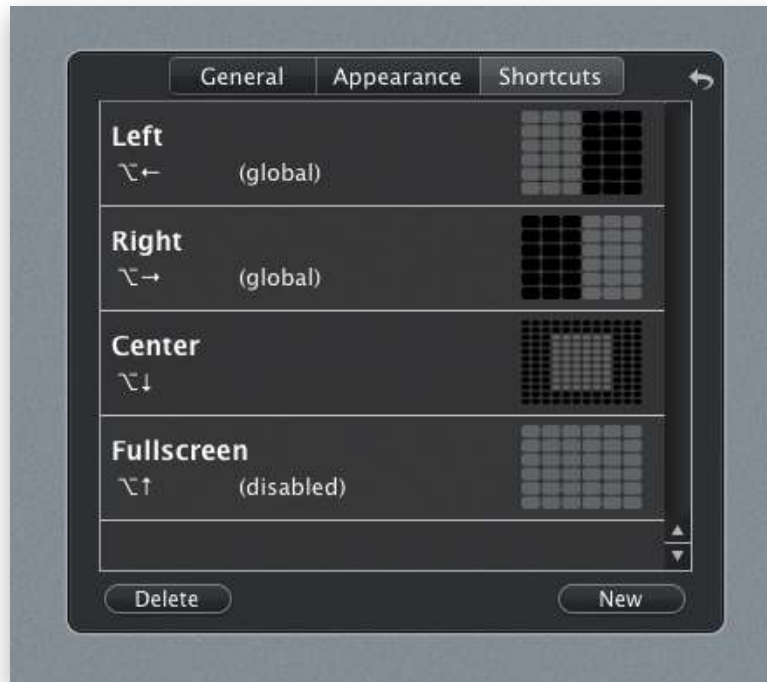 General Appearance Shortcuts
Left
⌥← (global)
Right
⌥→ (global)
Center
⌥↓
Fullscreen
⌥↑ (disabled)
Delete New